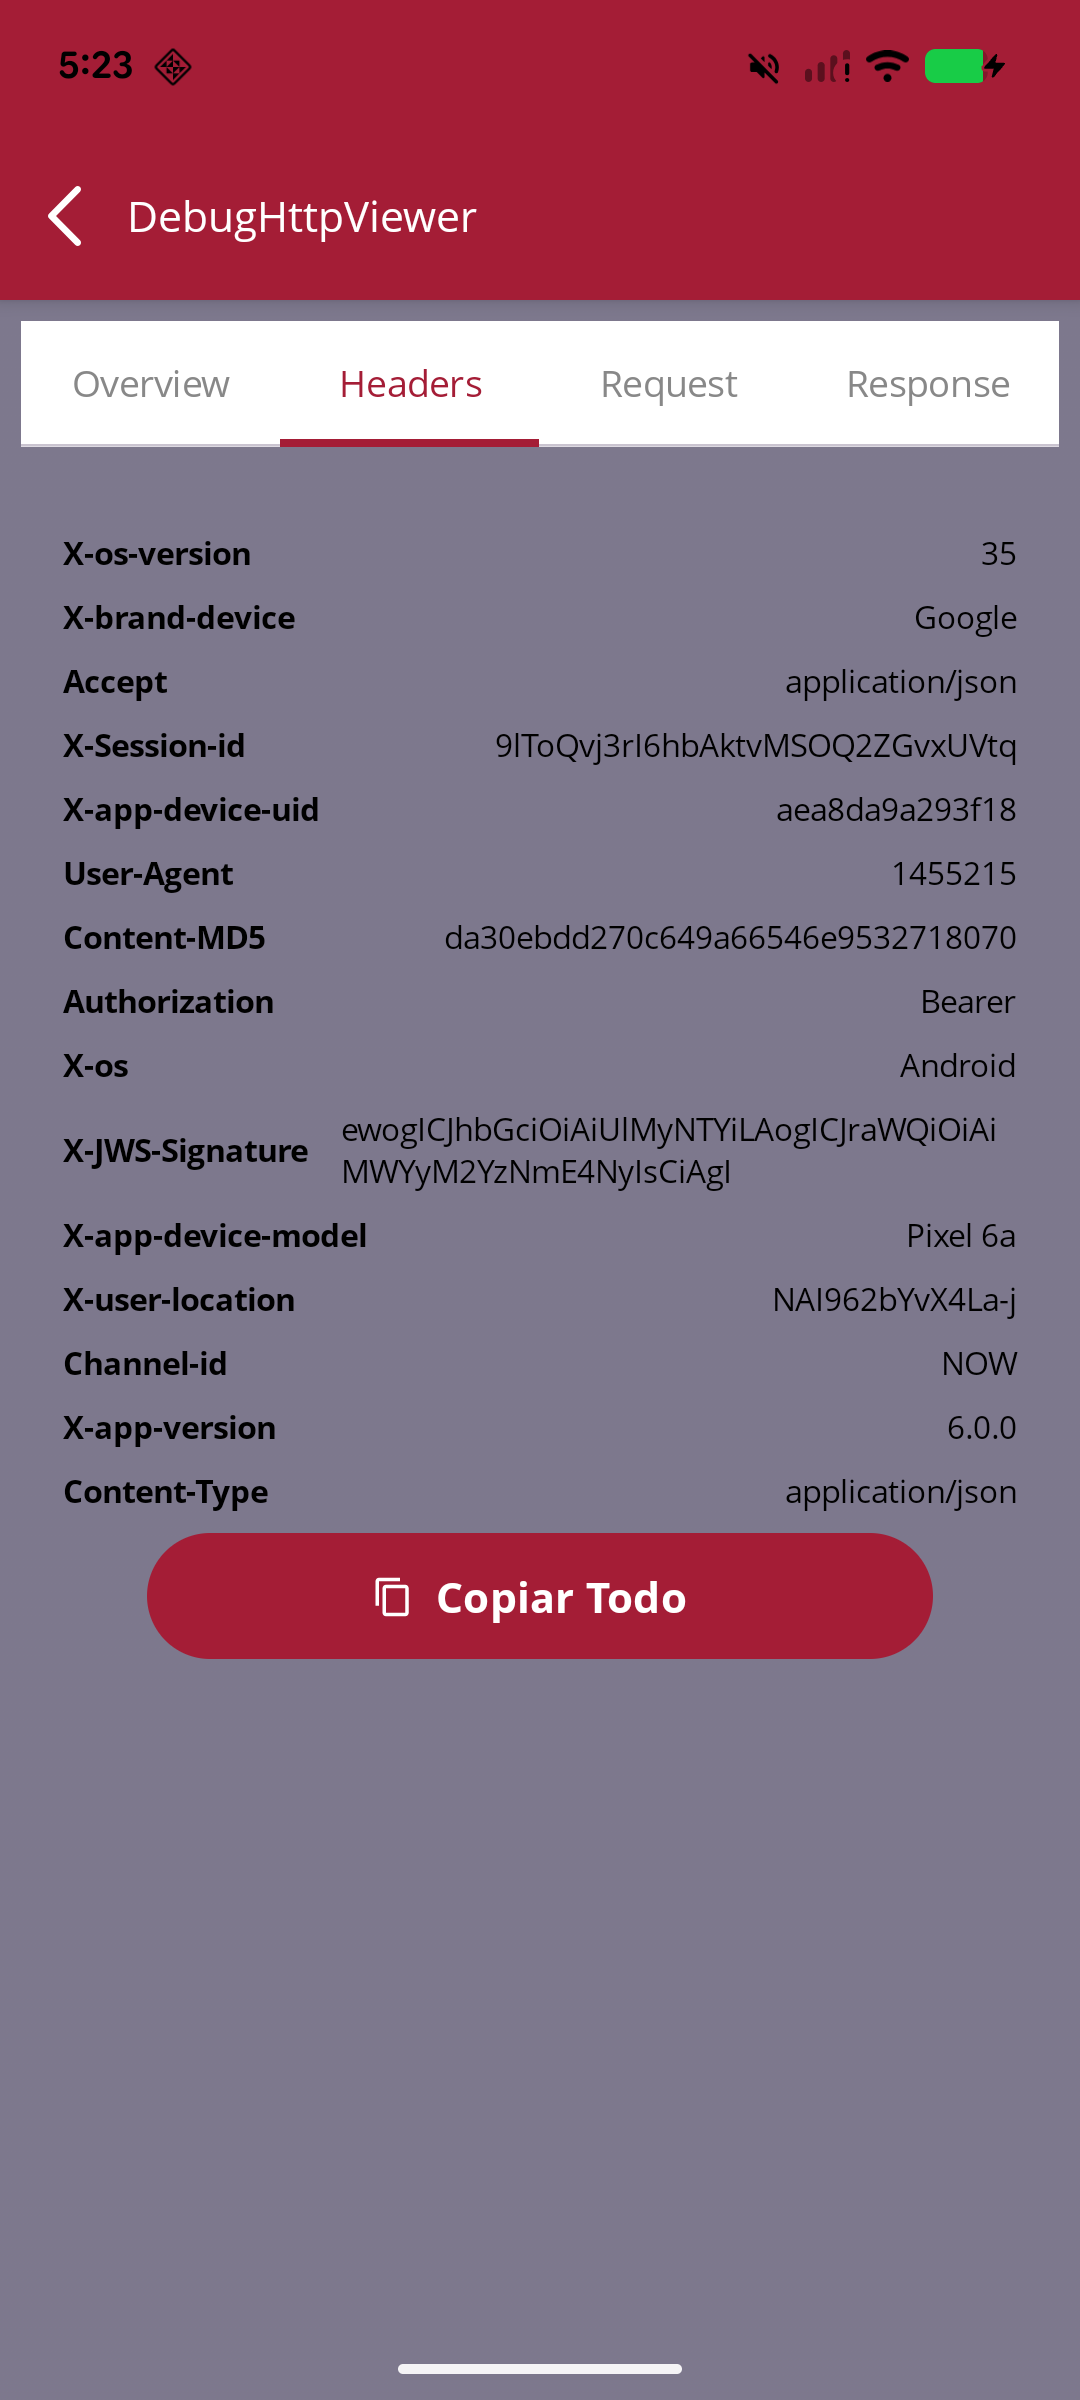 5:23
DebugHttpViewer
Overview Headers Request Response
X-os-version 35
X-brand-device Google
Accept application/json
X-Session-id 9lToQvj3rI6hbAktvMSOQ2ZGvxUVtq
X-app-device-uid aea8da9a293f18
User-Agent 1455215
Content-MD5 da30ebdd270c649a66546e9532718070
Authorization Bearer
X-os Android
X-JWS-Signature ewogICJhbGciOiAiUlMyNTYiLAogICJraWQiOiAi
MWYyM2YzNmE4NyIsCiAgI
X-app-device-model Pixel 6a
X-user-location NAI962bYvX4La-j
Channel-id NOW
X-app-version 6.0.0
Content-Type application/json
Copiar Todo